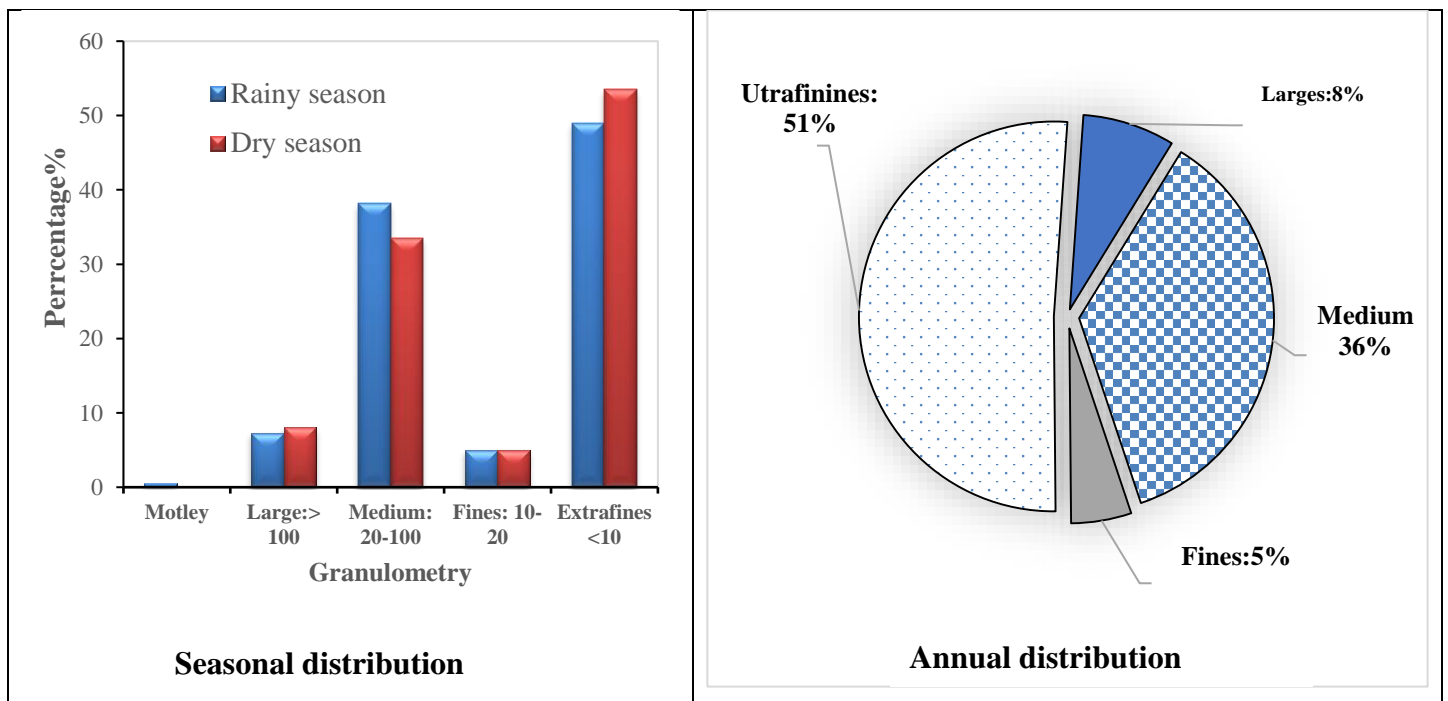 60
50
40
30
20
10
0
Perrcentage%
Rainy season
Dry season
Motley
Large:>
100
Medium:
20-100
Fines: 10-
20
Extrafines
<10
Granulometry
Seasonal distribution
Utrafinines:
51%
Larges:8%
Medium
36%
Fines:5%
Annual distribution